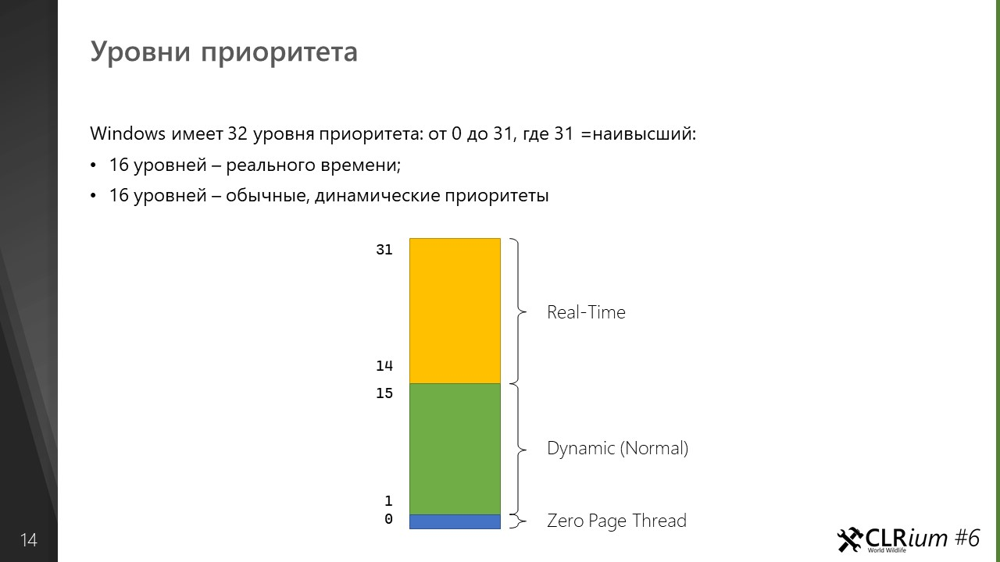 Уровни приоритета
Windows имеет 32 уровня приоритета: от 0 до 31, где 31 =наивысший:
• 16 уровней – реального времени;
• 16 уровней – обычные, динамические приоритеты
31
Real-Time
14
15
Dynamic (Normal)
1
0
Zero Page Thread
14
CLRium #6
World Wildlife